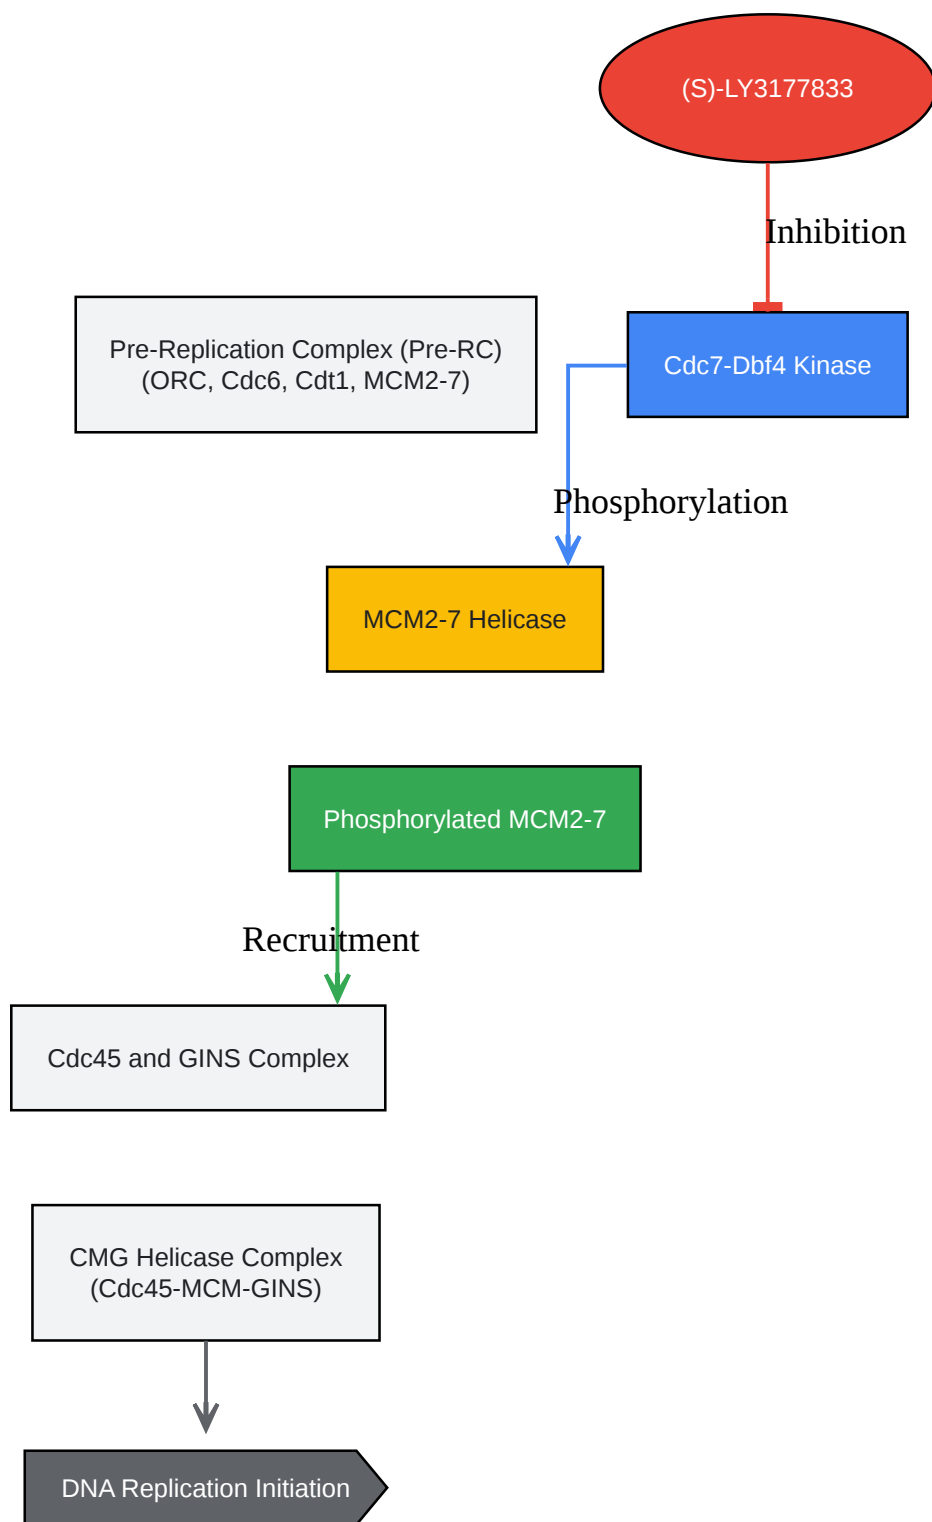 (S)-LY3177833
Inhibition
Pre-Replication Complex (Pre-RC)
(ORC, Cdc6, Cdt1, MCM2-7)
Cdc7-Dbf4 Kinase
Phosphorylation
MCM2-7 Helicase
Phosphorylated MCM2-7
Recruitment
Cdc45 and GINS Complex
CMG Helicase Complex
(Cdc45-MCM-GINS)
DNA Replication Initiation